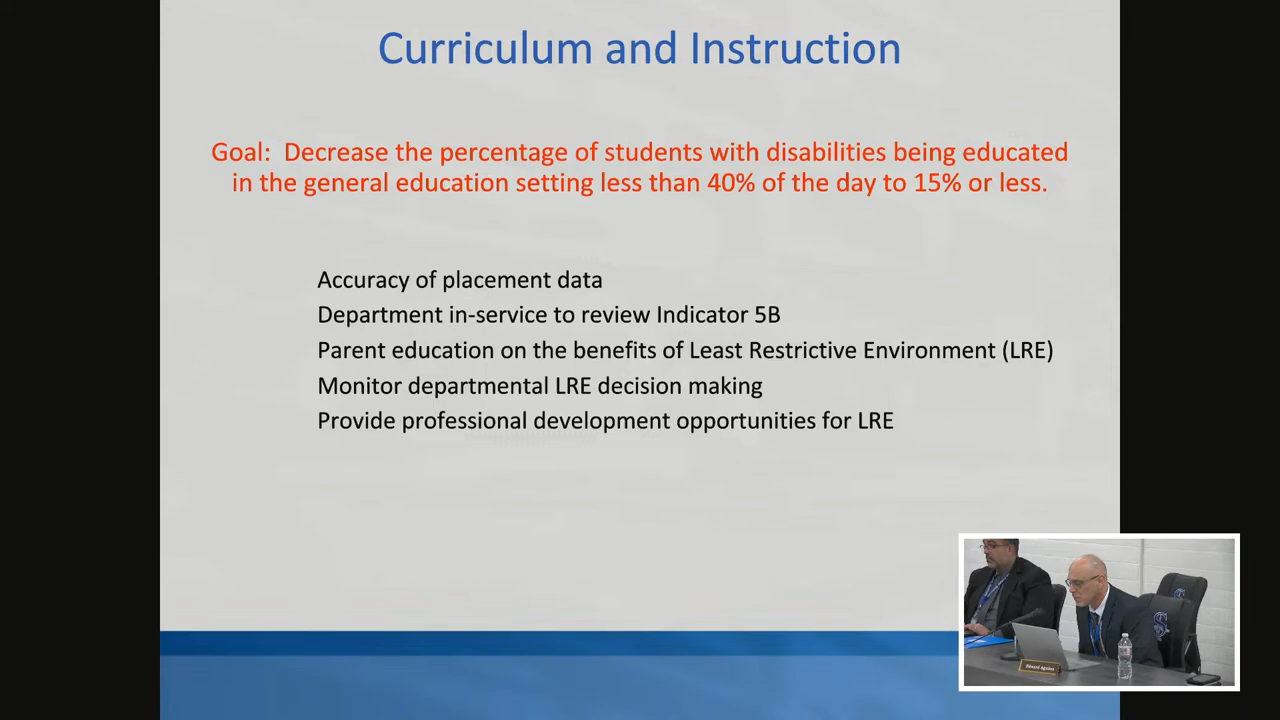 Curriculum and Instruction
Goal: Decrease the percentage of students with disabilities being educated
in the general education setting less than 40% of the day to 15% or less.
Accuracy of placement data
Department in-service to review Indicator 5B
Parent education on the benefits of Least Restrictive Environment (LRE)
Monitor departmental LRE decision making
Provide professional development opportunities for LRE
Edward